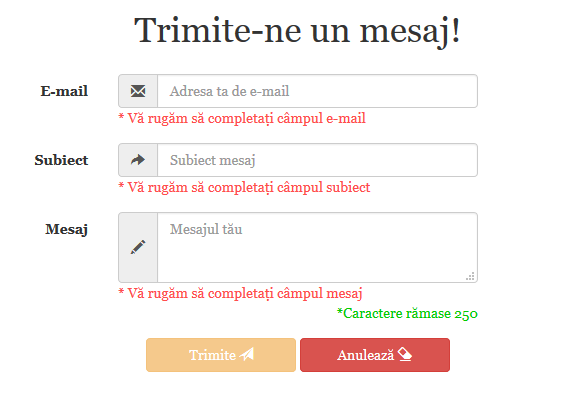 Trimite-ne un mesaj!
E-mail
Adresa ta de e-mail
* Vă rugăm să completați câmpul e-mail
Subiect
Subiect mesaj
* Vă rugăm să completați câmpul subiect
Mesaj
Mesajul tău
* Vă rugăm să completați câmpul mesaj
*Caractere rămase 250
Trimite
Anulează